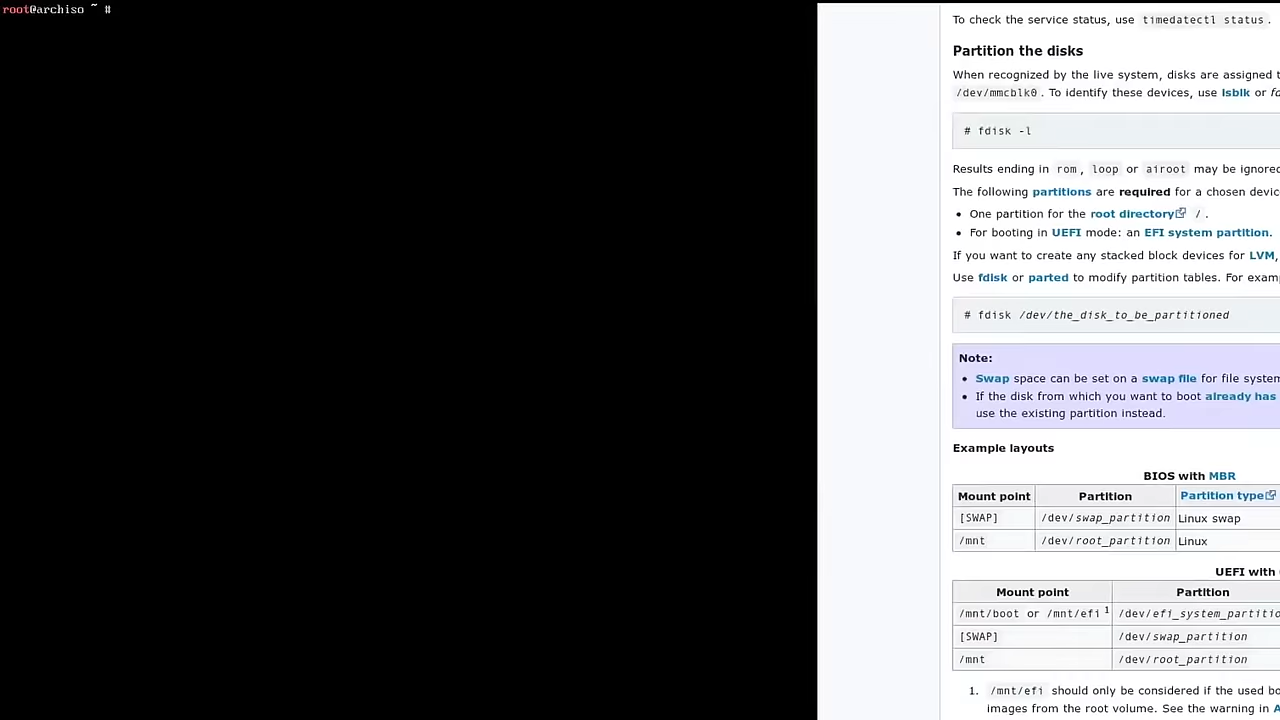 root@archiso ~ #
To check the service status, use timedatectl status.
Partition the disks
When recognized by the live system, disks are assigned
/dev/mmcblk0. To identify these devices, use lsblk or
# fdisk -l
Results ending in rom, loop or airoot may be
The following partitions are required for a chosen
One partition for the root directory /.
For booting in UEFI mode: an EFI system partition.
If you want to create any stacked block devices for LVM,
Use fdisk or parted to modify partition tables. For
# fdisk /dev/the_disk_to_be_partitioned
Note:
Swap space can be set on a swap file for file
If the disk from which you want to boot already has
use the existing partition instead.
Example layouts
BIOS with MBR
Mount point Partition Partition type
[SWAP] /dev/swap_partition Linux swap
/mnt /dev/root_partition Linux
UEFI with
Mount point Partition
/mnt/boot or /mnt/efi 1 /dev/efi_system_partitio
[SWAP] /dev/swap_partition
/mnt /dev/root_partition
1. /mnt/efi should only be considered if the used
images from the root volume. See the warning in